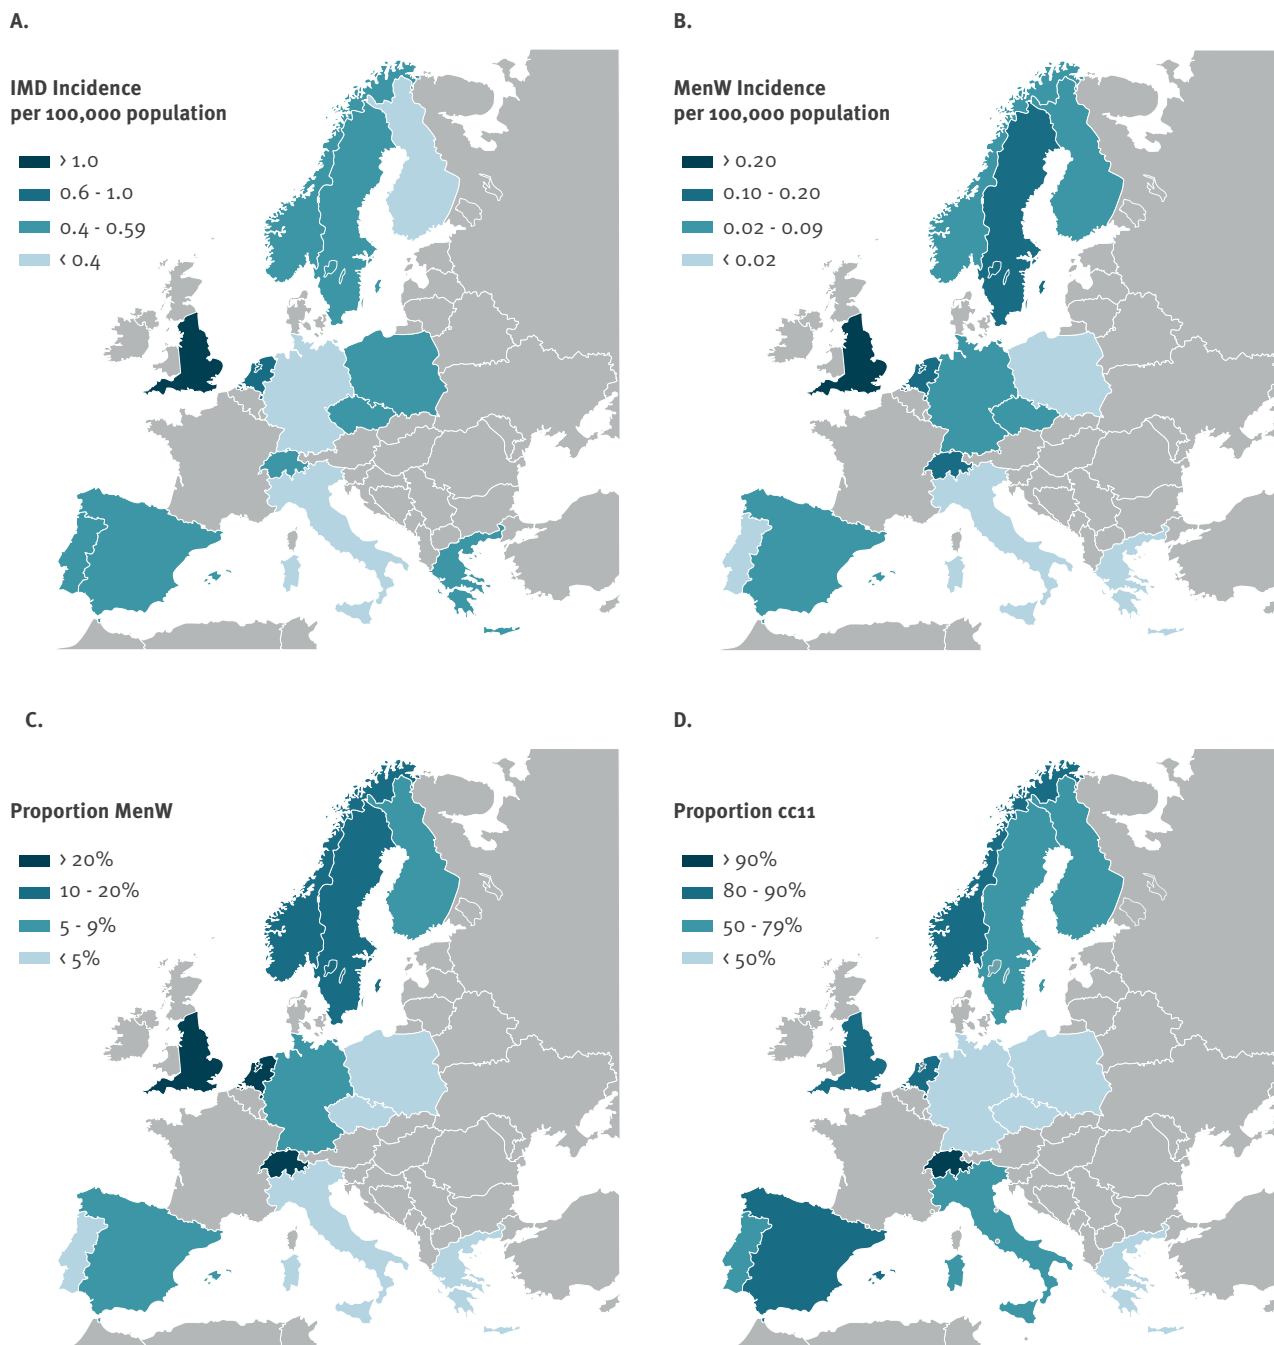 A.
IMD Incidence
per 100,000 population
> 1.0
0.6 - 1.0
0.4 - 0.59
< 0.4
B.
MenW Incidence
per 100,000 population
> 0.20
0.10 - 0.20
0.02 - 0.09
< 0.02
C.
Proportion MenW
> 20%
10 - 20%
5 - 9%
< 5%
D.
Proportion cc11
> 90%
80 - 90%
50 - 79%
< 50%